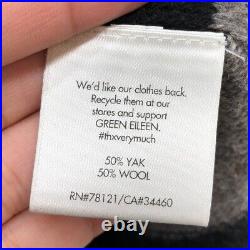 We'd like our clothes back.
Recycle them at our
stores and support
GREEN EILEEN.
#thxverymuch
50% YAK
50% WOOL
RN#78121/CA#34460